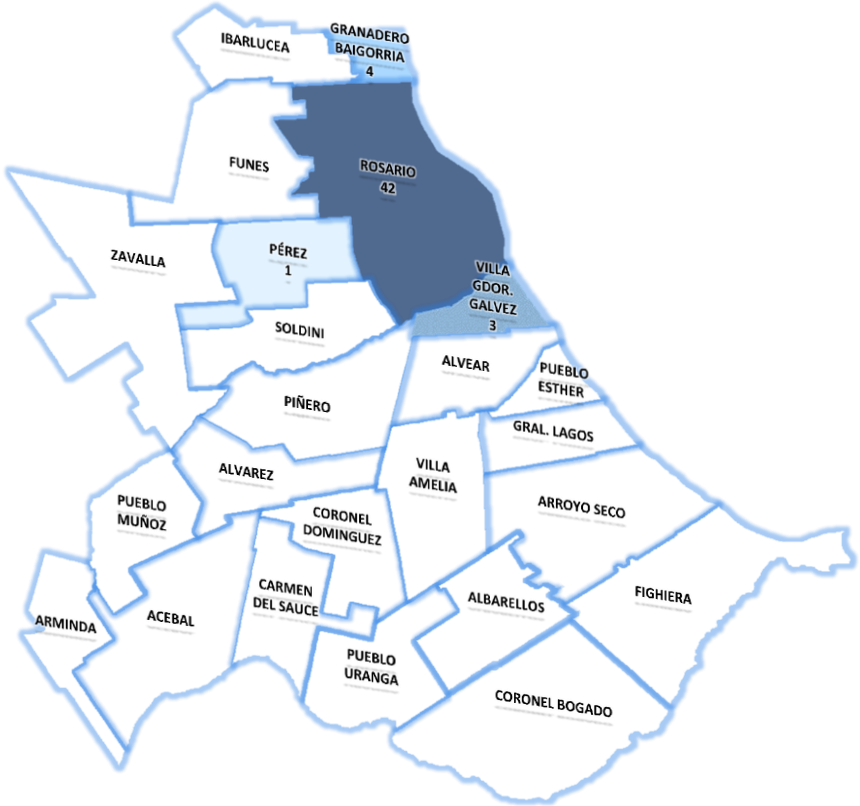 IBARLUCEA
GRANADERO
BAIGORRIA
4
FUNES
ROSARIO
42
ZAVALLA
PÉREZ
1
VILLA
GDOR.
GALVEZ
3
SOLDINI
ALVEAR
PUEBLO
ESTHER
PIÑERO
GRAL. LAGOS
ALVAREZ
VILLA
AMELIA
PUEBLO
MUÑOZ
CORONEL
DOMINGUEZ
ARROYO SECO
CARMEN
DEL SAUCE
ALBARELLOS
FIGHIERA
ARMINDA
ACEBAL
PUEBLO
URANGA
CORONEL BOGADO